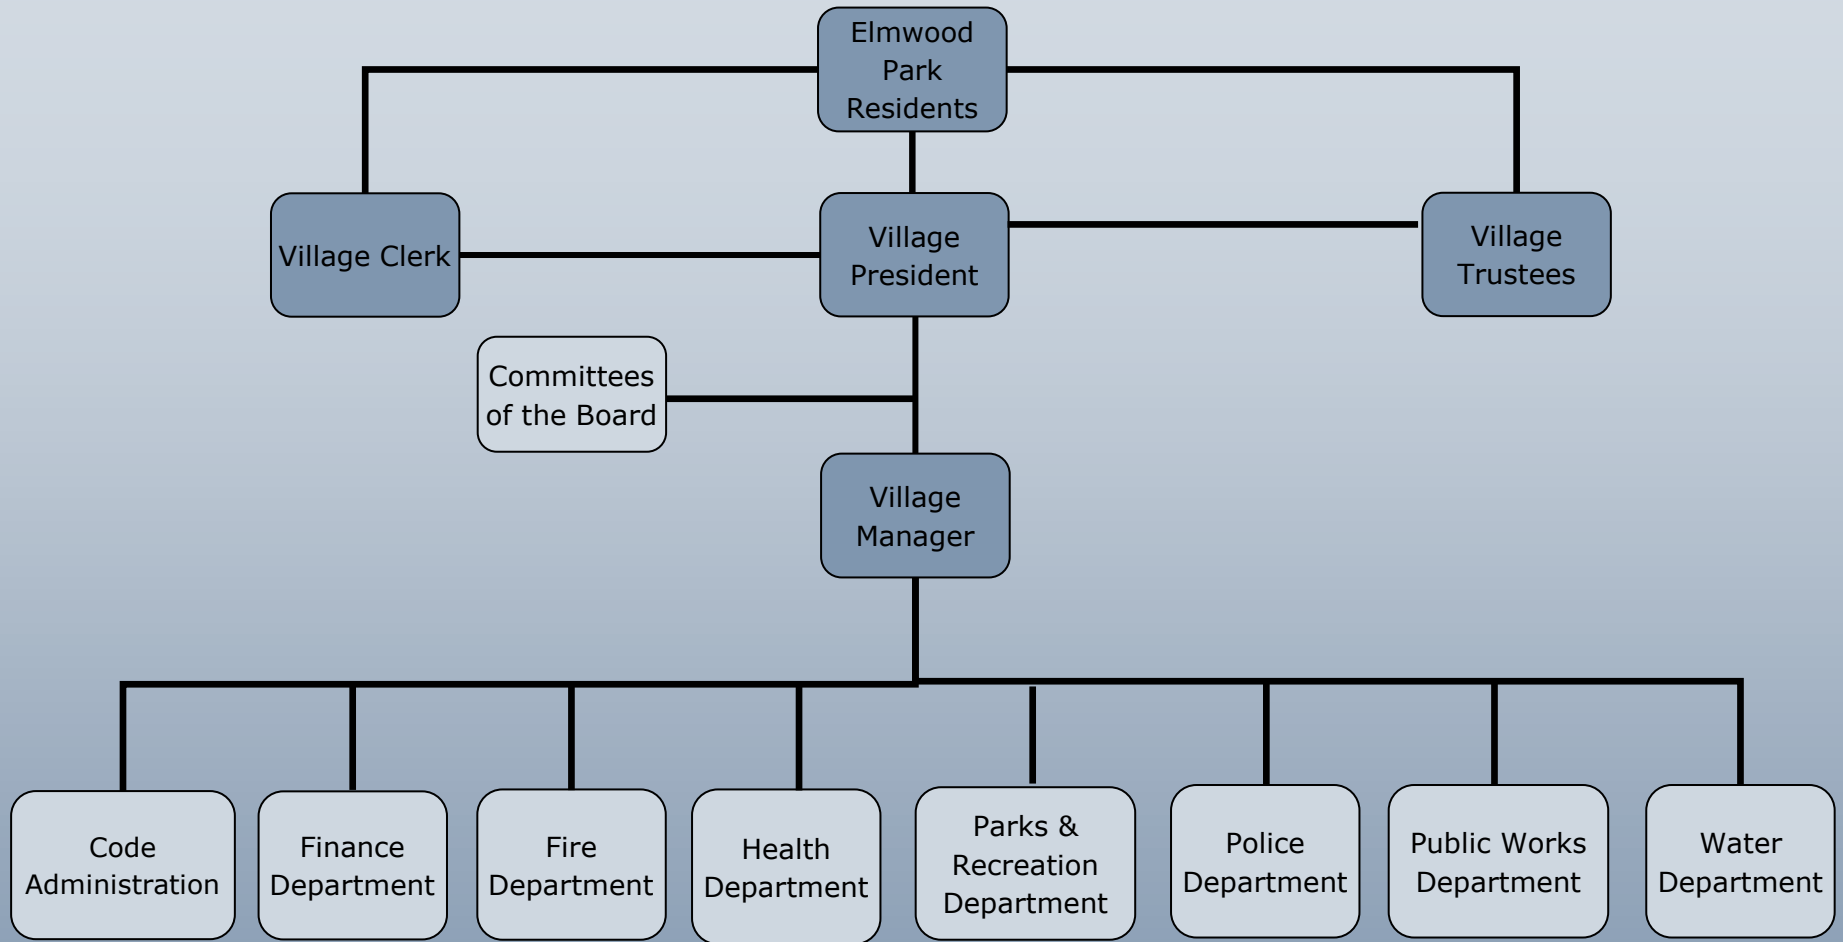 Elmwood
Park
Residents
Village Clerk
Village
President
Village
Trustees
Committees
of the Board
Village
Manager
Code
Administration
Finance
Department
Fire
Department
Health
Department
Parks &
Recreation
Department
Police
Department
Public Works
Department
Water
Department